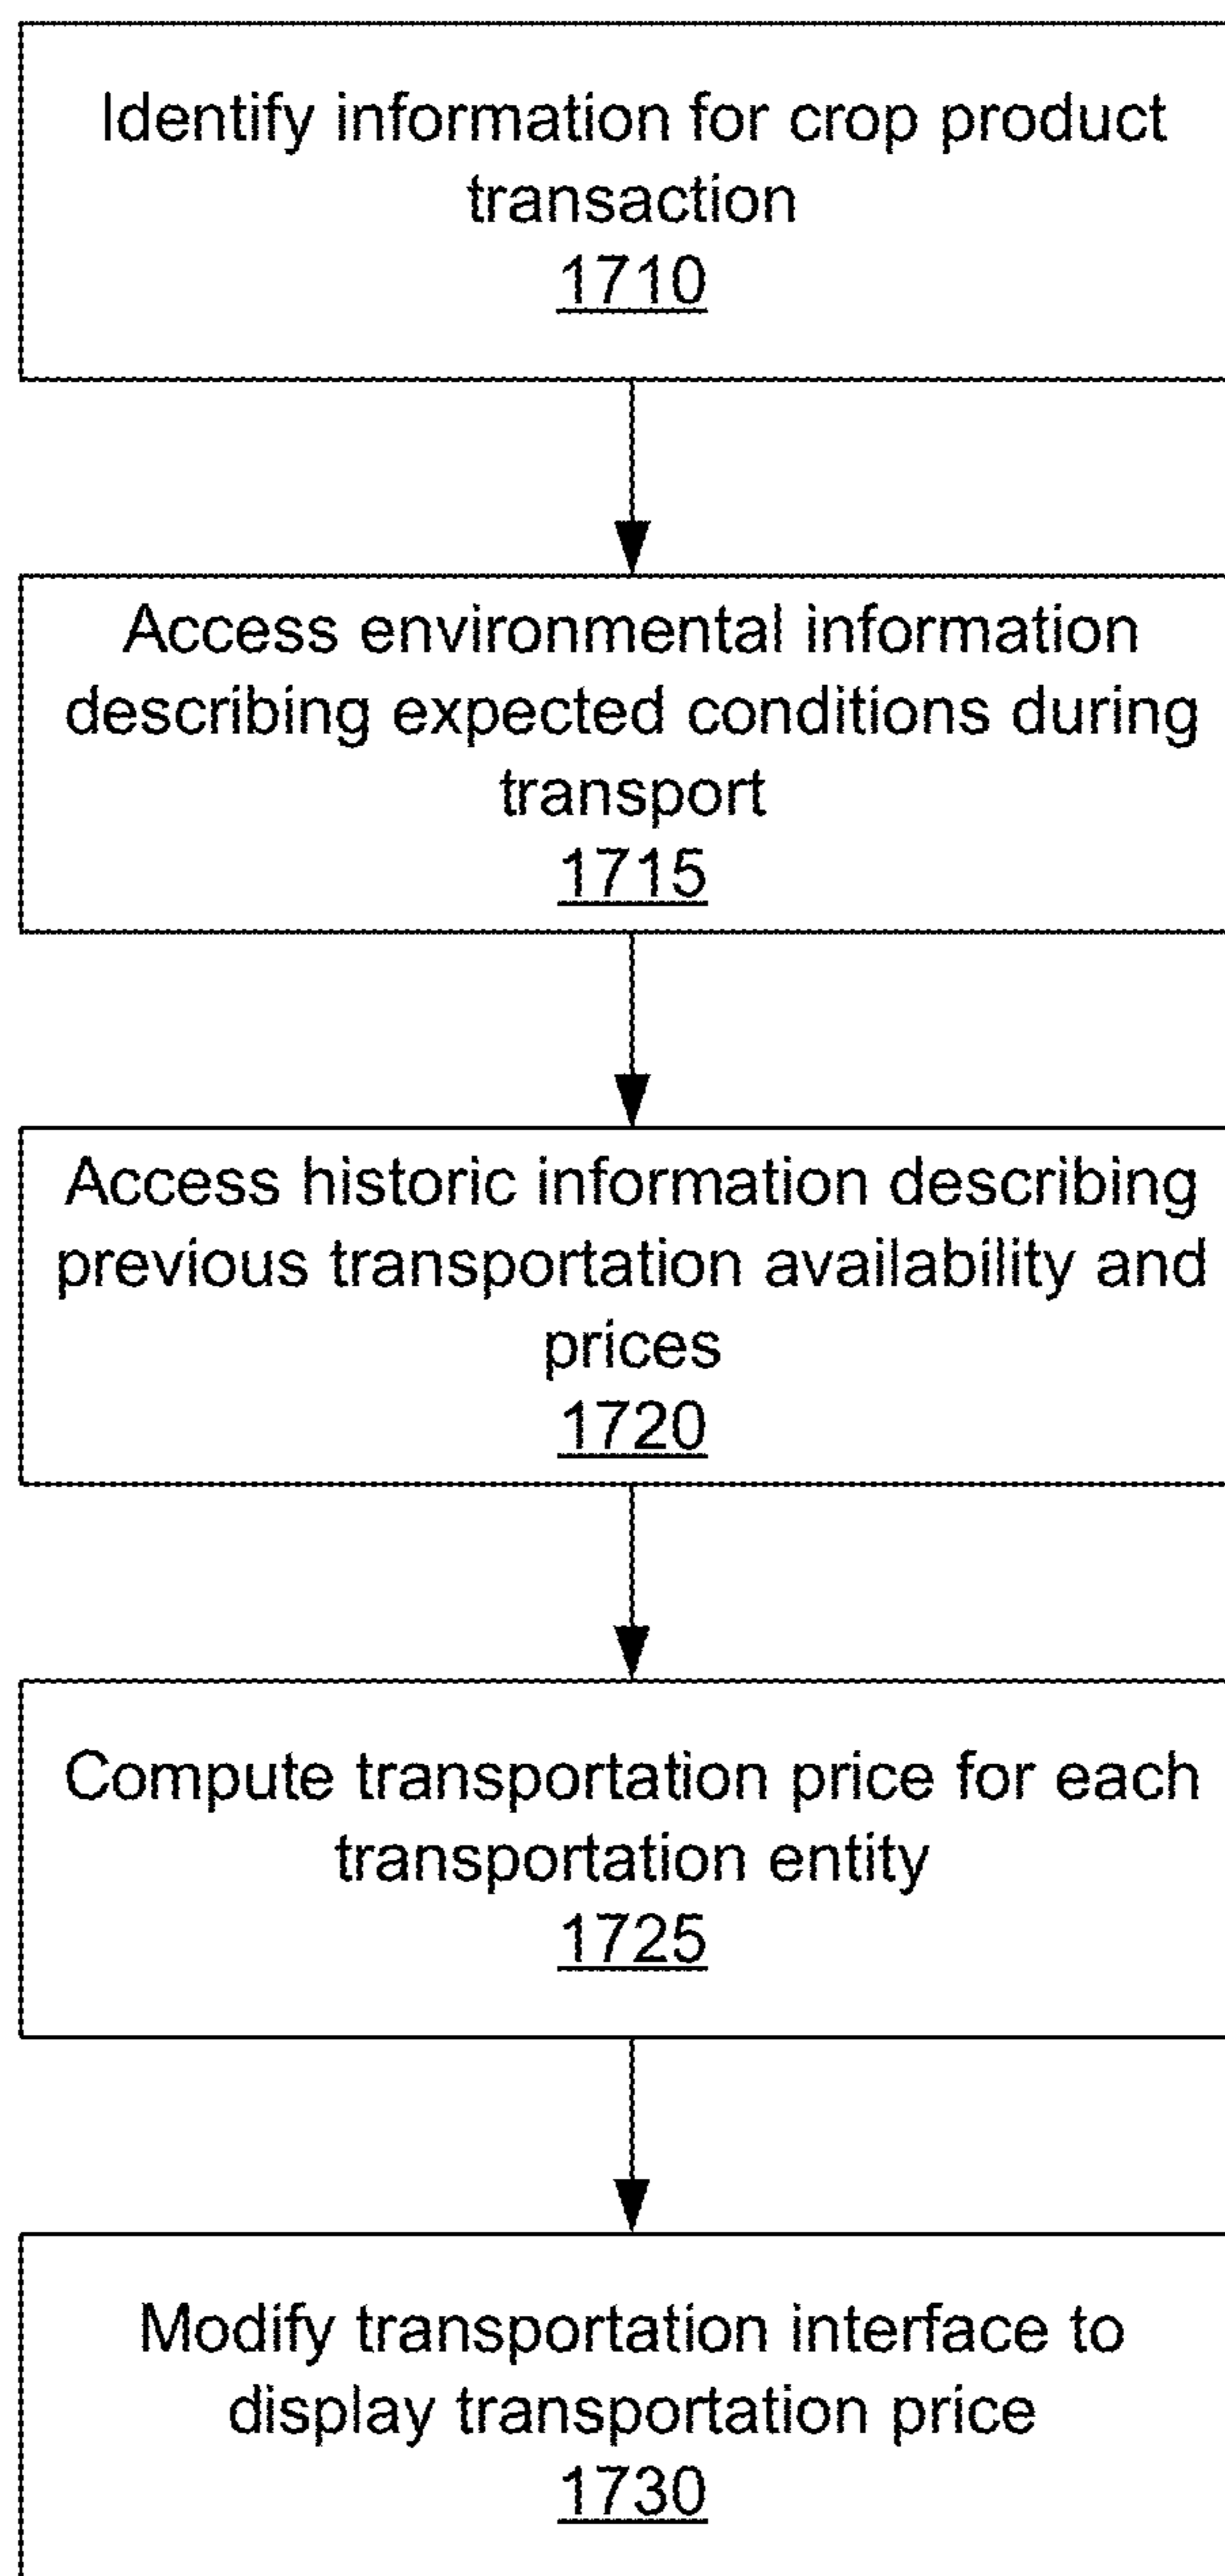 Identify information for crop product
transaction
1710
Access environmental information
describing expected conditions during
transport
1715
Access historic information describing
previous transportation availability and
prices
1720
Compute transportation price for each
transportation entity
1725
Modify transportation interface to
display transportation price
1730